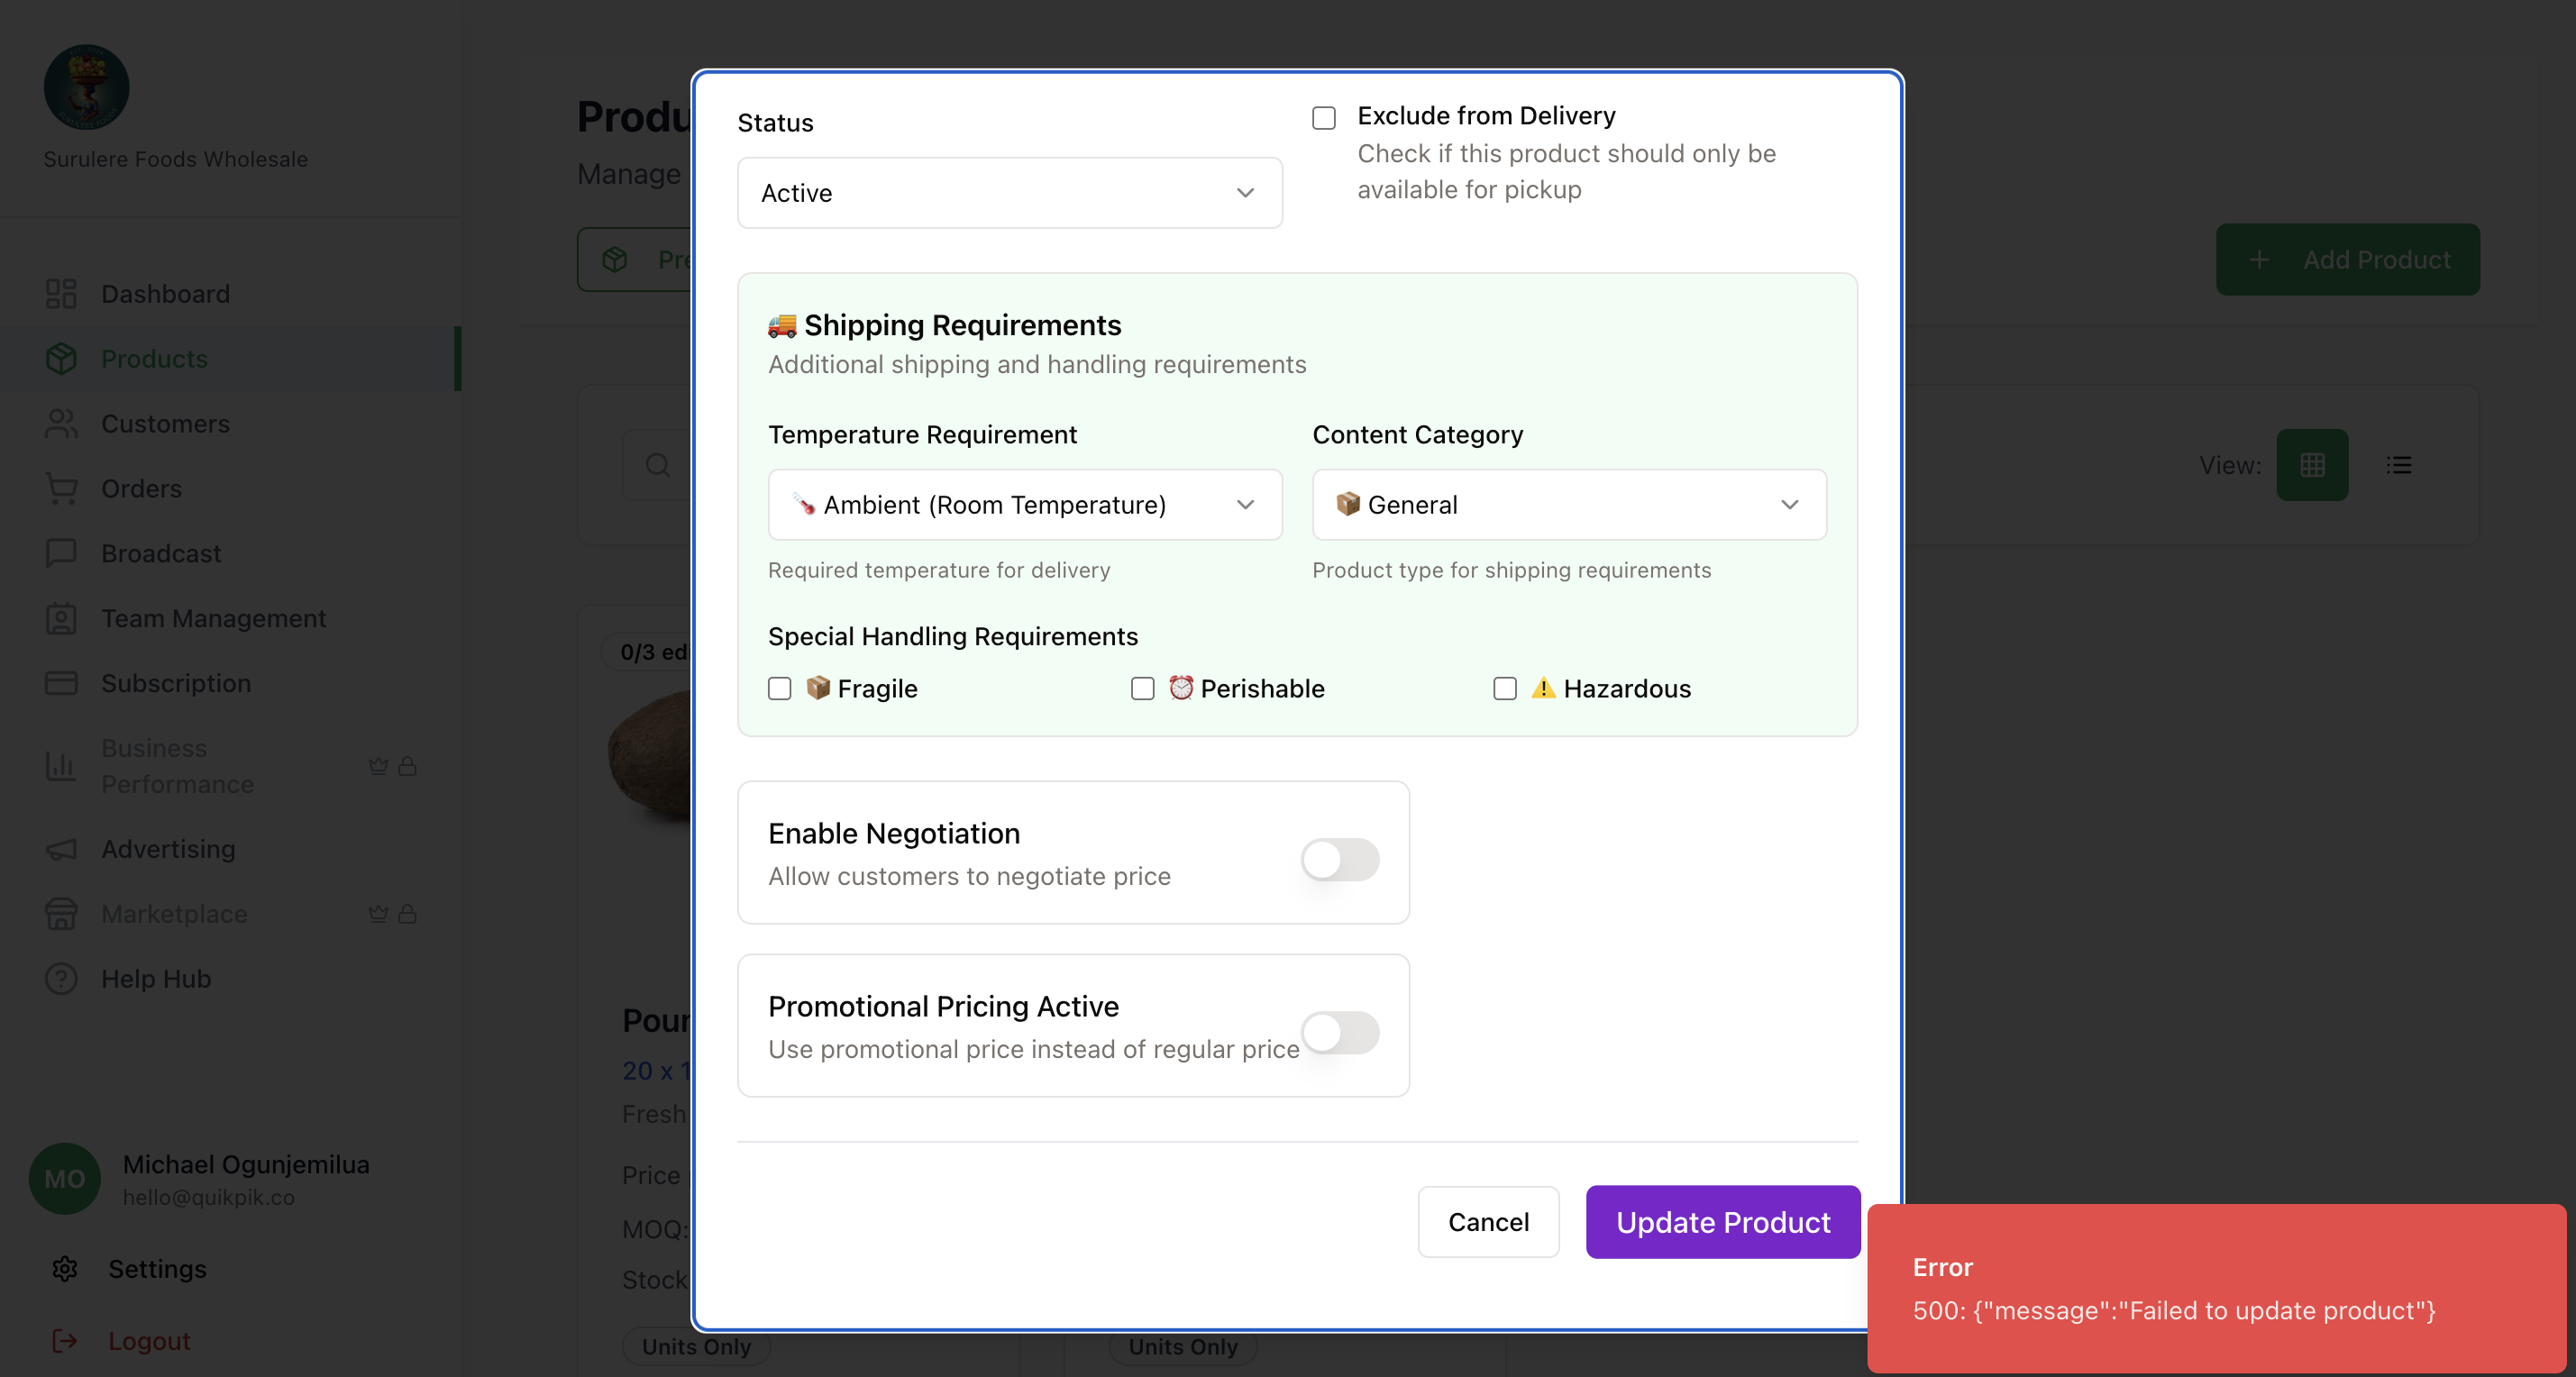 Surulere Foods Wholesale
Dashboard
Products
Customers
Orders
Broadcast
Team Management
Subscription
Business
Performance
Advertising
Marketplace
Help Hub
MO
Michael Ogunjemilua
hello@quikpik.co
Settings
Logout
Produ
Manage
Pre
Add Product
View:
0/3 edi
Pour
20 x 1
Fresh
Price
MOQ:
Stock
Units Only
Units Only
Status
Active
Exclude from Delivery
Check if this product should only be
available for pickup
🚚 Shipping Requirements
Additional shipping and handling requirements
Temperature Requirement
Content Category
🌡️ Ambient (Room Temperature)
📦 General
Required temperature for delivery
Product type for shipping requirements
Special Handling Requirements
📦 Fragile
⏰ Perishable
⚠️ Hazardous
Enable Negotiation
Allow customers to negotiate price
Promotional Pricing Active
Use promotional price instead of regular price
Cancel
Update Product
Error
500: {"message":"Failed to update product"}